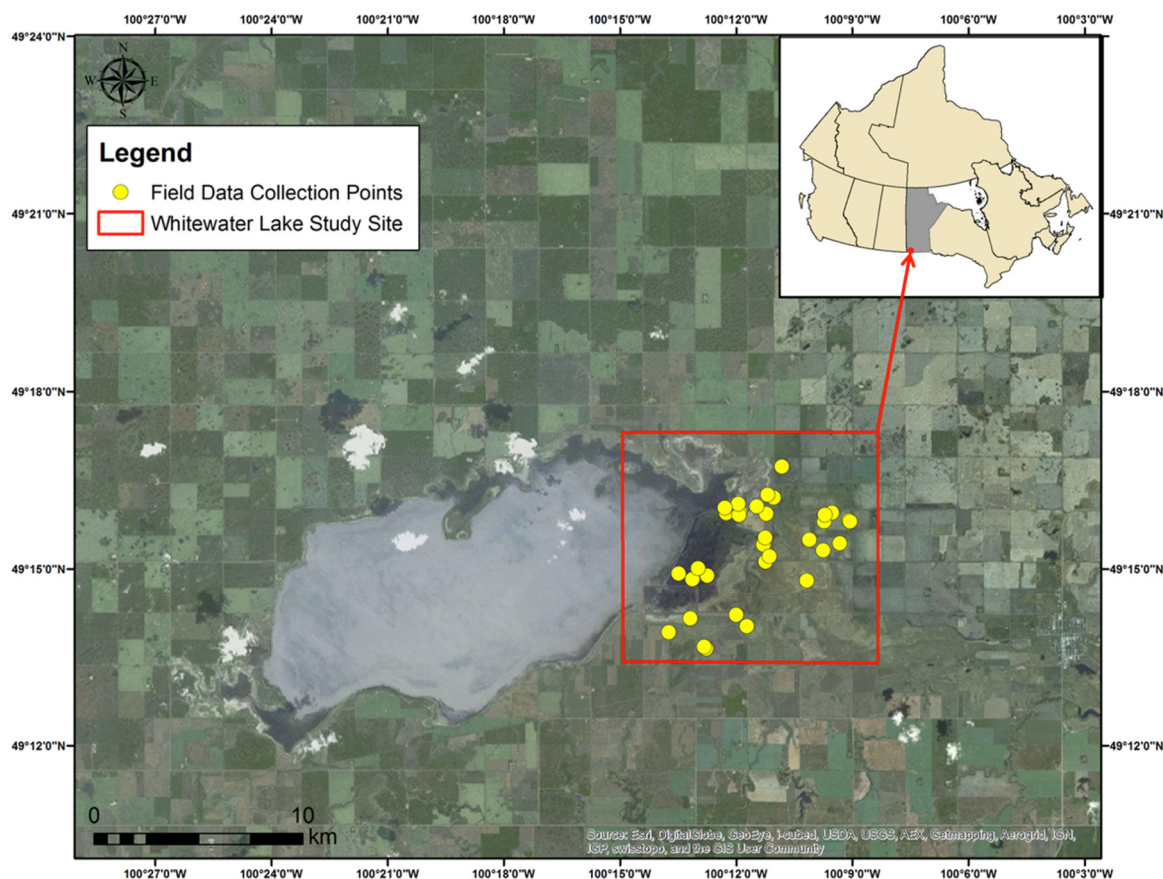 100°27'0"W 100°24'0"W 100°21'0"W 100°18'0"W 100°15'0"W 100°12'0"W 100°9'0"W 100°6'0"W 100°3'0"W
49°24'0"N
N
W E
S
Legend
Field Data Collection Points
Whitewater Lake Study Site
49°21'0"N 49°21'0"N
49°18'0"N 49°18'0"N
49°15'0"N 49°15'0"N
49°12'0"N 49°12'0"N
0 10
km
Source: Esri, DigitalGlobe, GeoEye, i-cubed, USDA, USGS, AEX, Getmapping, Aerogrid, IGN,
IGP, swisstopo, and the GIS User Community
100°27'0"W 100°24'0"W 100°21'0"W 100°18'0"W 100°15'0"W 100°12'0"W 100°9'0"W 100°6'0"W 100°3'0"W